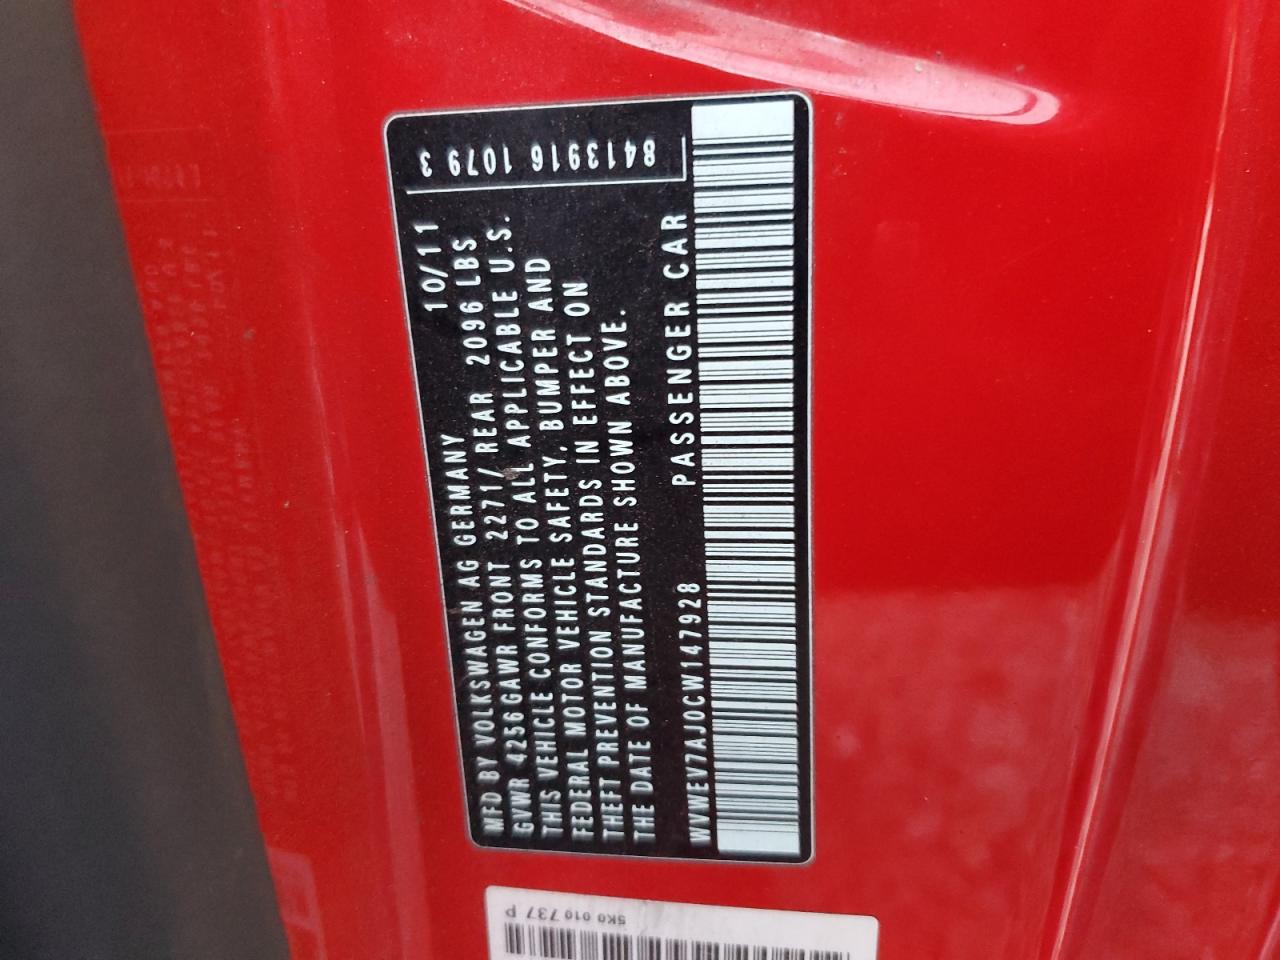 MFD BY VOLKSWAGEN AG GERMANY 10/11
GVWR 4256GAWR FRONT 2271/ REAR 2096 LBS
THIS VEHICLE CONFORMS TO ALL APPLICABLE U.S.
FEDERAL MOTOR VEHICLE SAFETY, BUMPER AND
THEFT PREVENTION STANDARDS IN EFFECT ON
THE DATE OF MANUFACTURE SHOWN ABOVE.
WVWEV7AJ0CW147928 PASSENGER CAR
8413916 1079 3
5K0 010 737 P